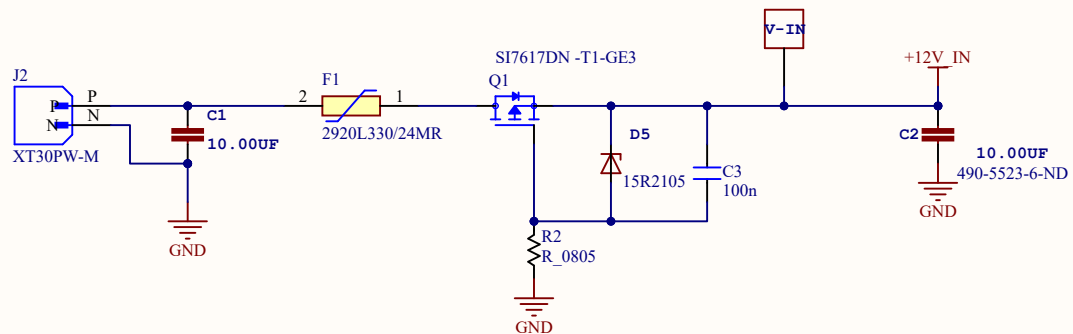 V-IN
SI7617DN -T1-GE3
+12V_IN
J2
F1
Q1
P
P
2
1
N
N
C1
10.00UF
XT30PW-M
2920L330/24MR
D5
15R2105
C3
100n
C2
10.00UF
490-5523-6-ND
GND
GND
R2
R_0805
GND